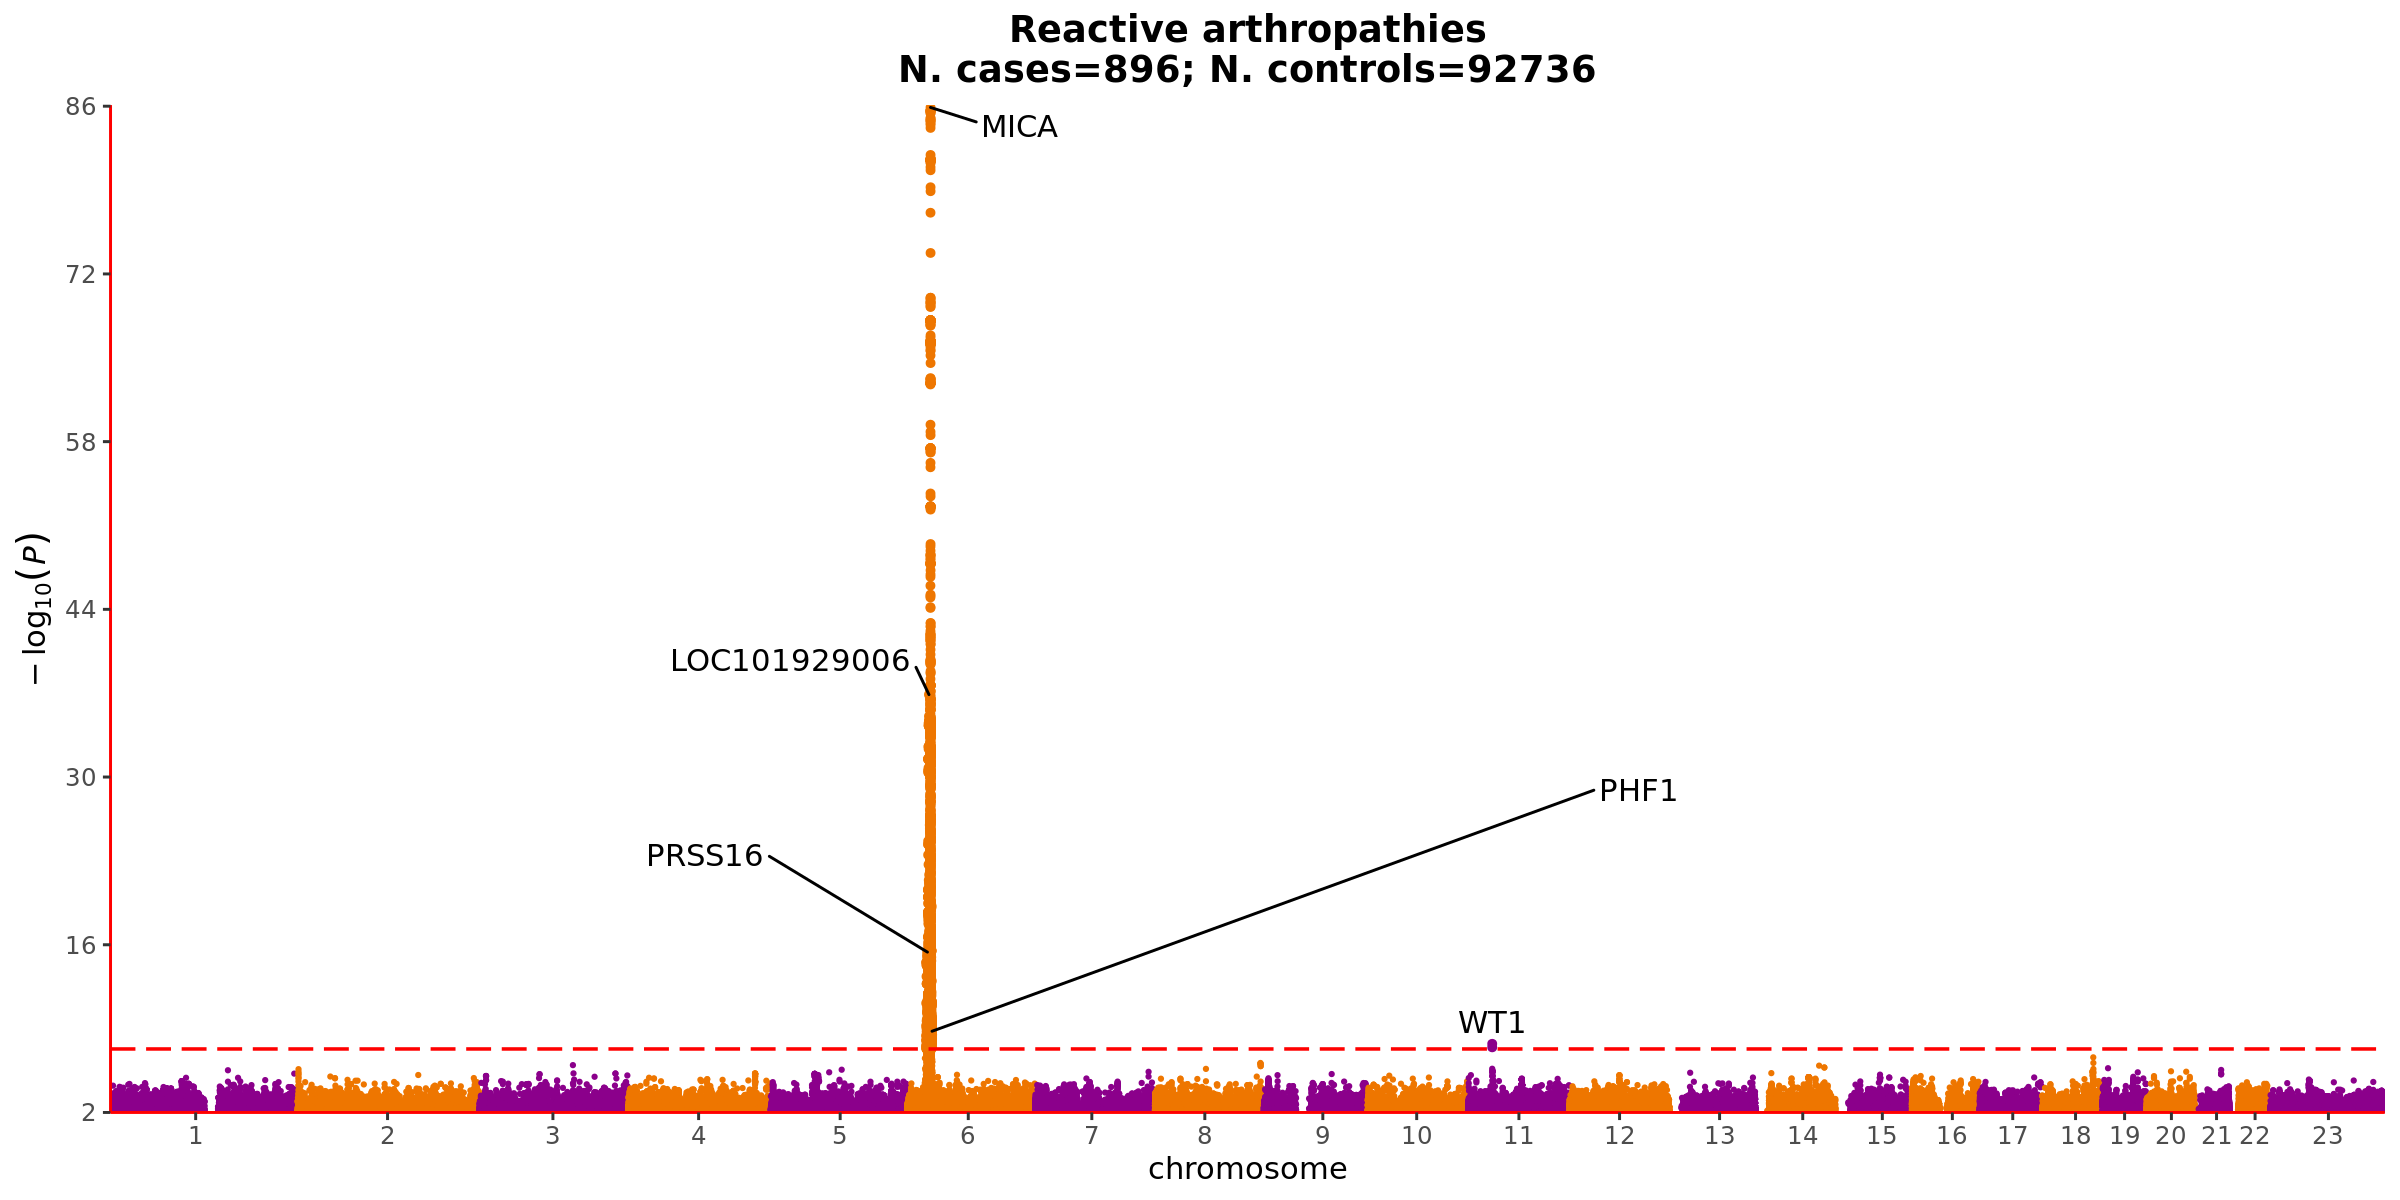 Reactive arthropathies
N. cases=896; N. controls=92736
86
MICA
72
58
44
LOC101929006
30
PHF1
PRSS16
16
WT1
2
−log10(P)
1 2 3 4 5 6 7 8 9 10 11 12 13 14 15 16 17 18 19 20 21 22 23
chromosome